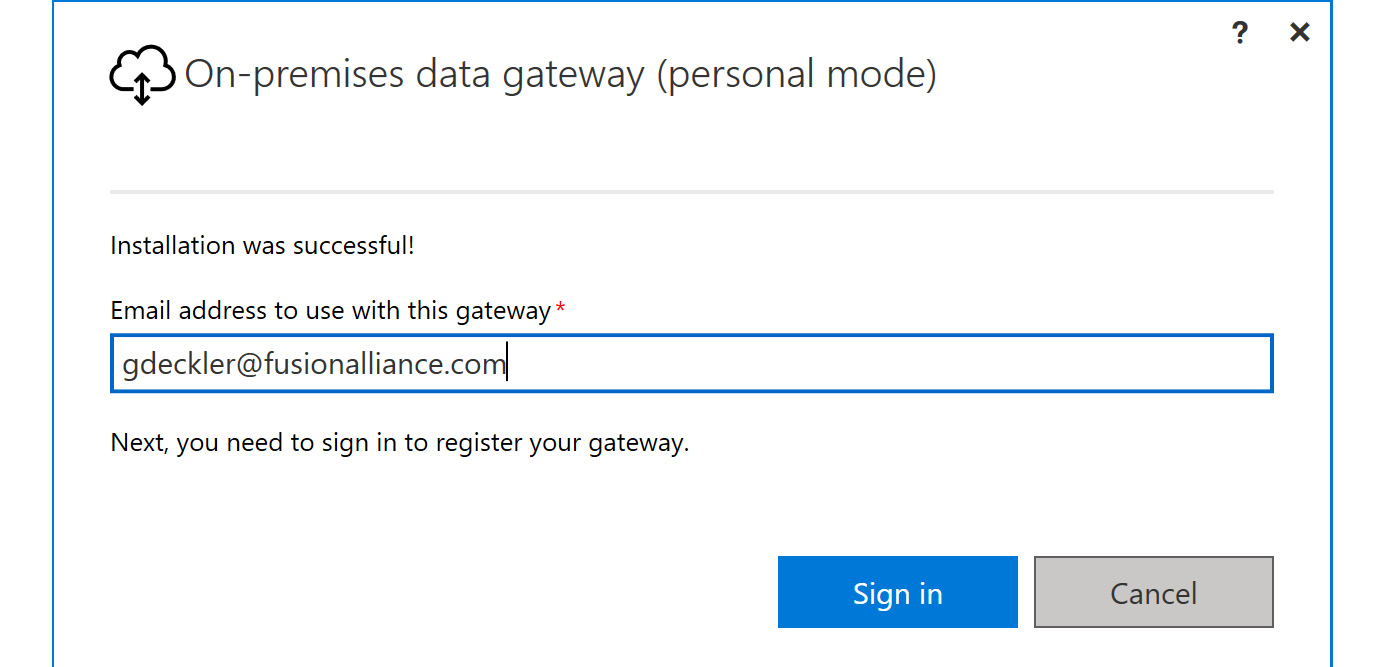 ? ×
On-premises data gateway (personal mode)
Installation was successful!
Email address to use with this gateway*
gdeckler@fusionalliance.com
Next, you need to sign in to register your gateway.
Sign in Cancel